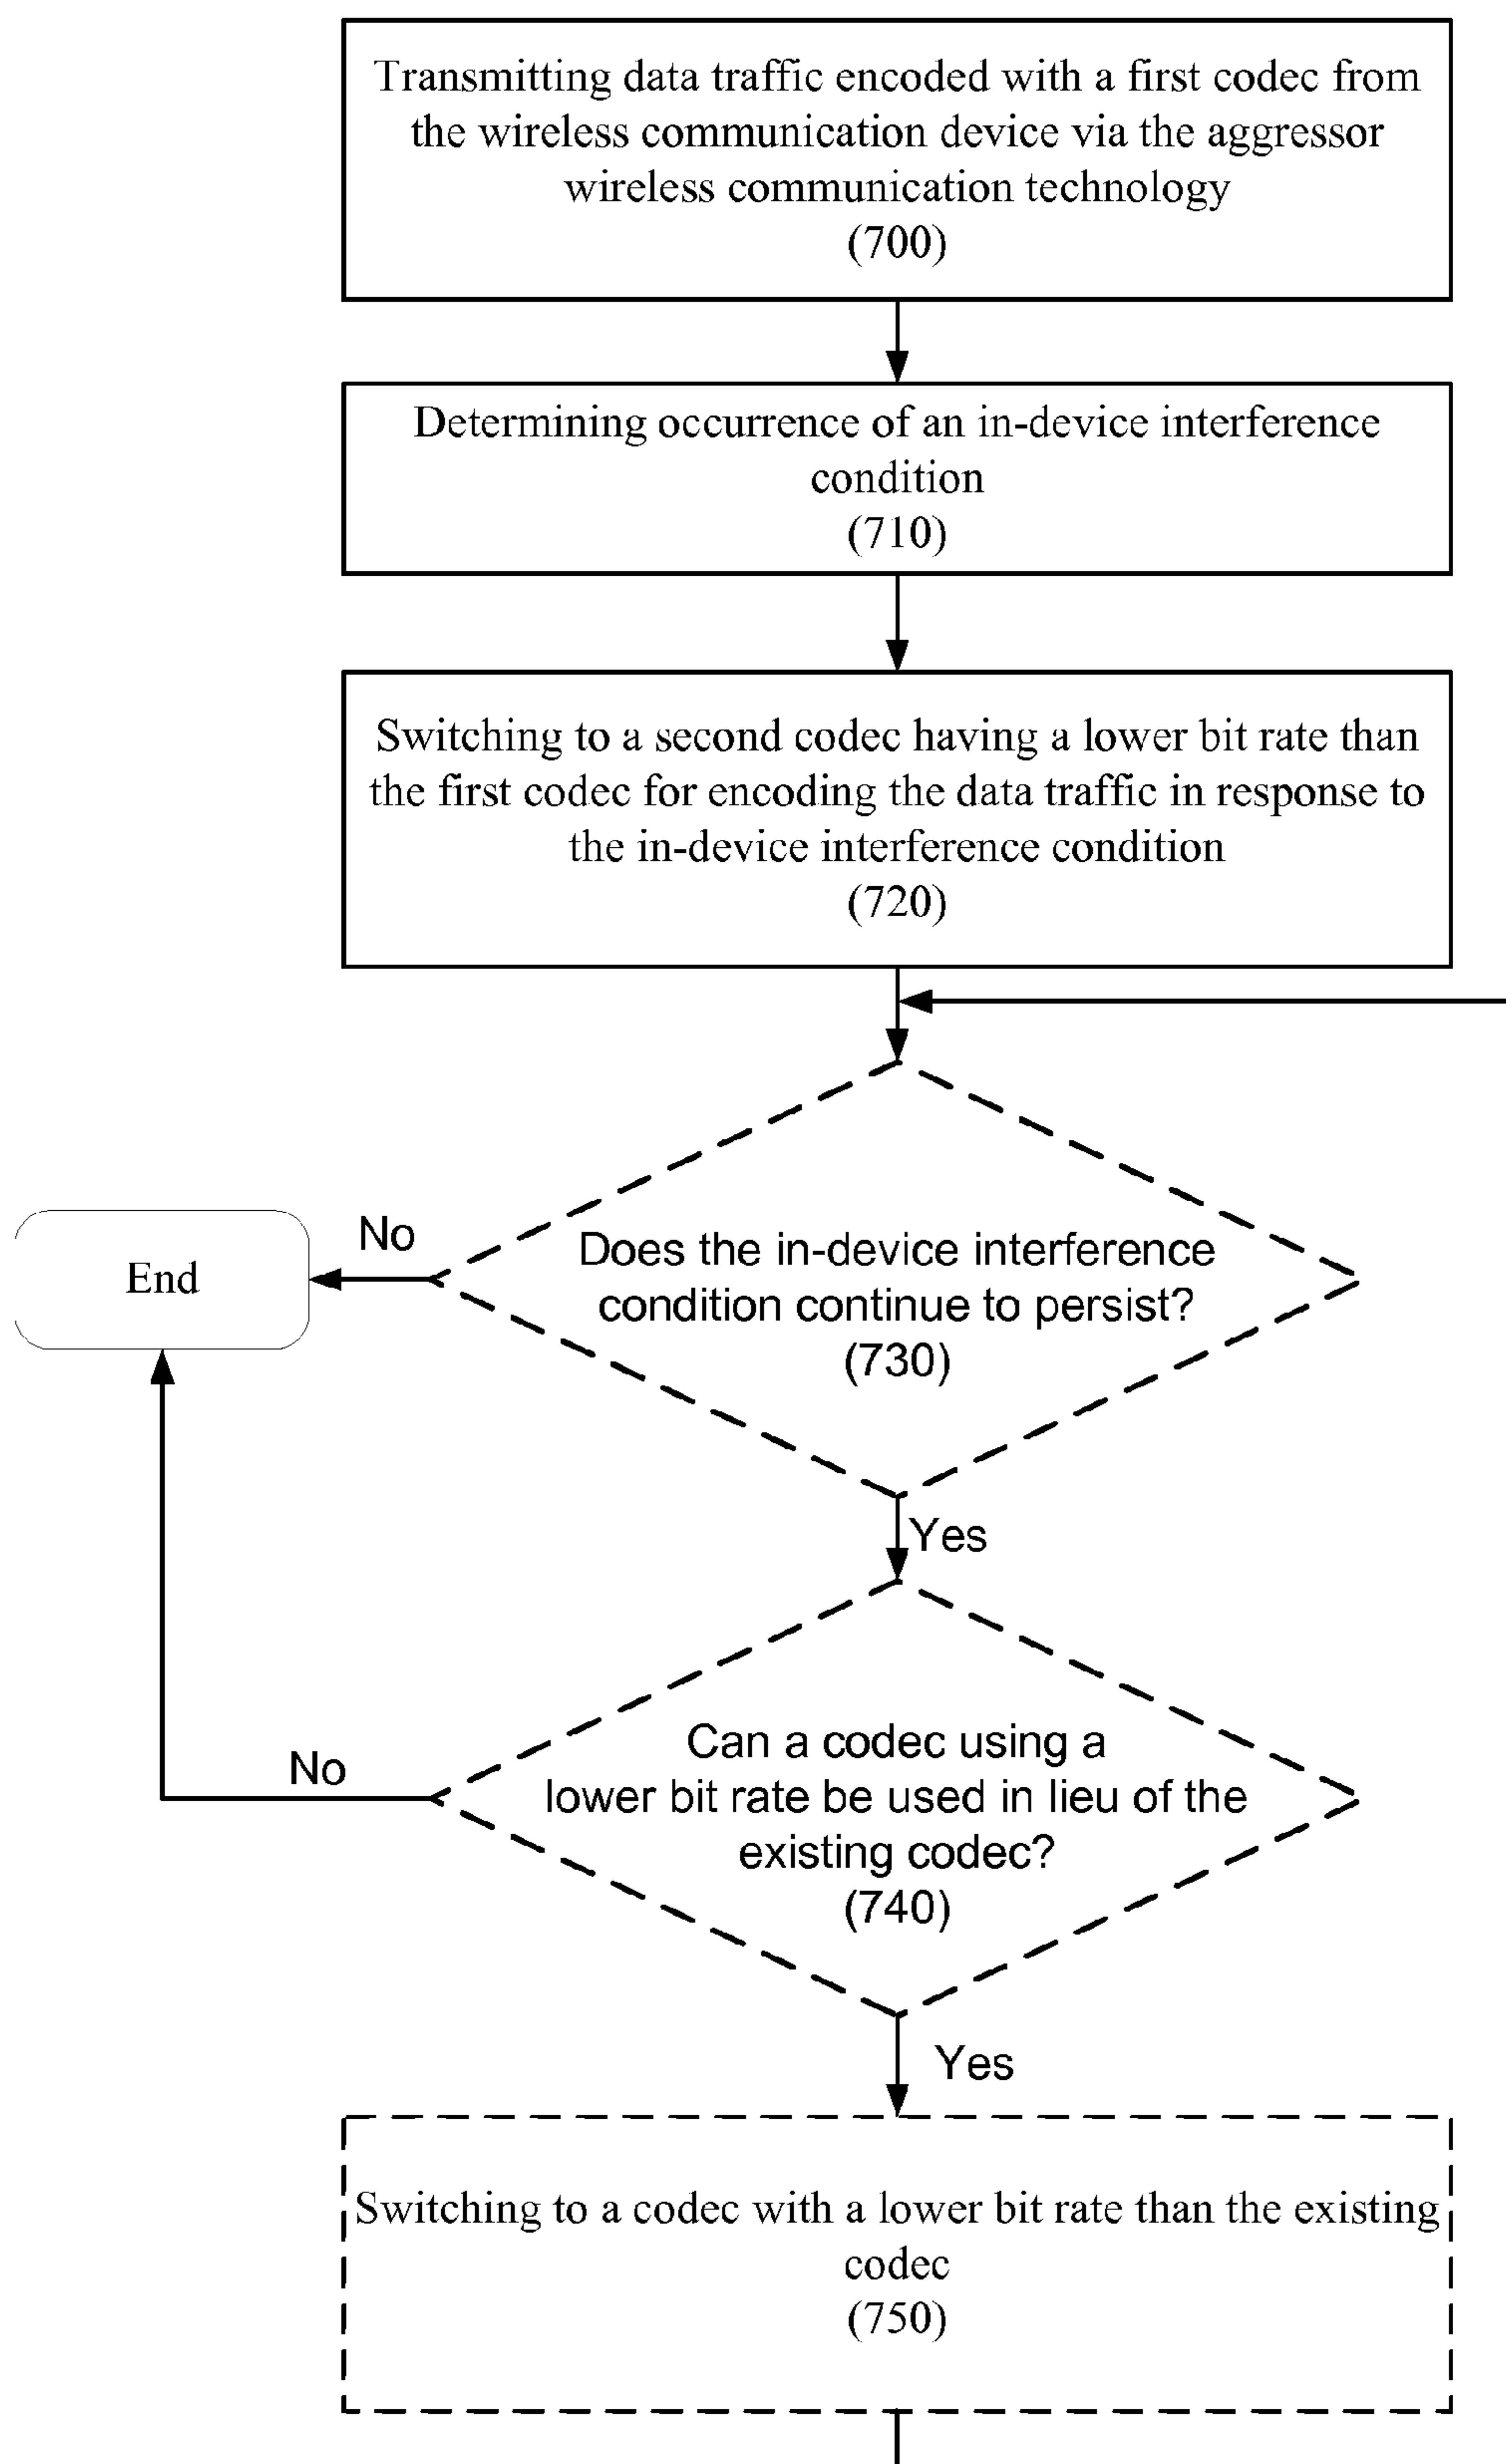 Transmitting data traffic encoded with a first codec from
the wireless communication device via the aggressor
wireless communication technology
(700)
Determining occurrence of an in-device interference
condition
(710)
Switching to a second codec having a lower bit rate than
the first codec for encoding the data traffic in response to
the in-device interference condition
(720)
No
End
Does the in-device interference
condition continue to persist?
(730)
Yes
No
Can a codec using a
lower bit rate be used in lieu of the
existing codec?
(740)
Yes
Switching to a codec with a lower bit rate than the existing
codec
(750)